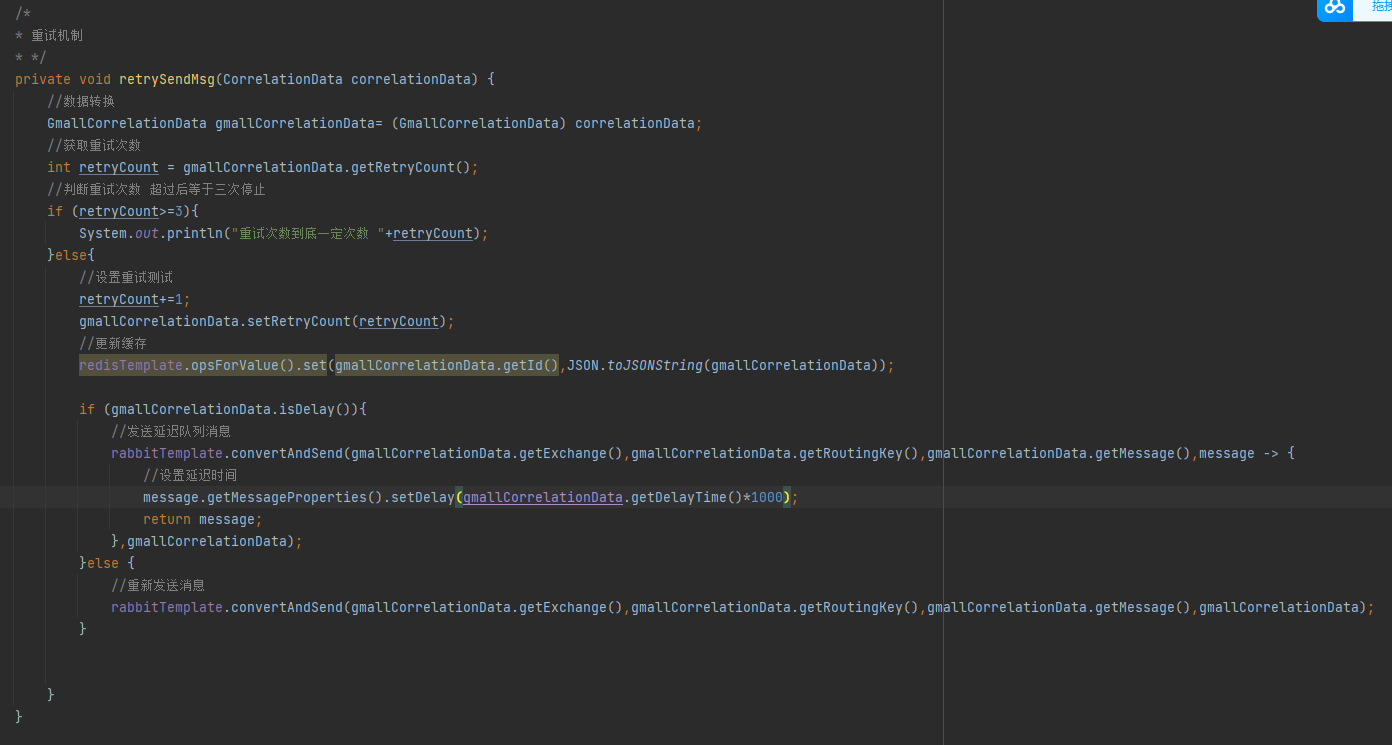 /*
* 重试机制
* */
private void retrySendMsg(CorrelationData correlationData) {
//数据转换
GmallCorrelationData gmallCorrelationData= (GmallCorrelationData) correlationData;
//获取重试次数
int retryCount = gmallCorrelationData.getRetryCount();
//判断重试次数 超过后等于三次停止
if (retryCount>=3){
System.out.println("重试次数到底一定次数 "+retryCount);
}else{
//设置重试测试
retryCount+=1;
gmallCorrelationData.setRetryCount(retryCount);
//更新缓存
redisTemplate.opsForValue().set(gmallCorrelationData.getId(),JSON.toJSONString(gmallCorrelationData));
if (gmallCorrelationData.isDelay()){
//发送延迟队列消息
rabbitTemplate.convertAndSend(gmallCorrelationData.getExchange(),gmallCorrelationData.getRoutingKey(),gmallCorrelationData.getMessage(),message -> {
//设置延迟时间
message.getMessageProperties().setDelay(gmallCorrelationData.getDelayTime()*1000);
return message;
},gmallCorrelationData);
}else {
//重新发送消息
rabbitTemplate.convertAndSend(gmallCorrelationData.getExchange(),gmallCorrelationData.getRoutingKey(),gmallCorrelationData.getMessage(),gmallCorrelationData);
}
}
}